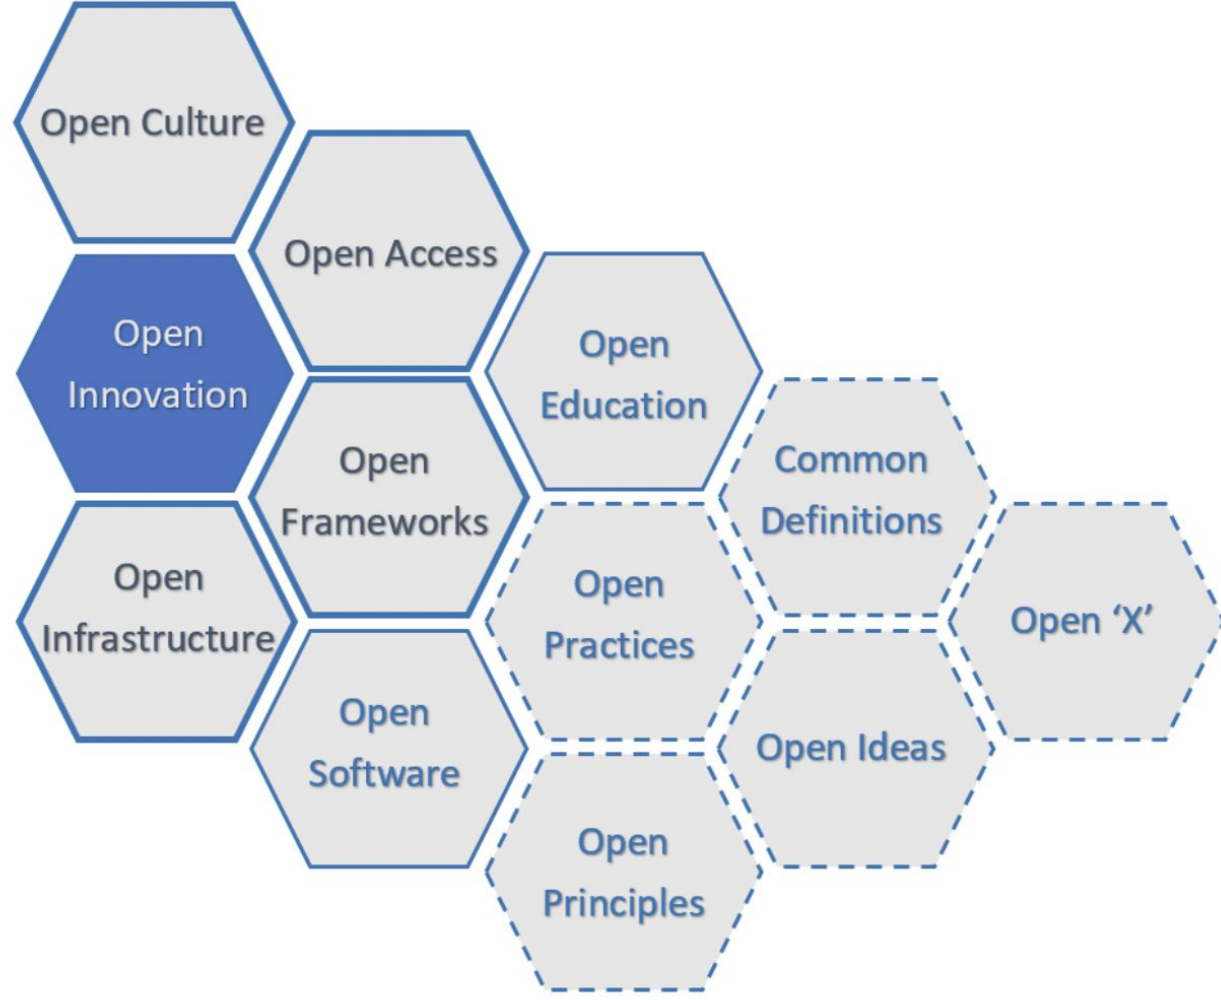 Open Culture
Open Access
Open
Innovation
Open
Education
Open
Frameworks
Common
Definitions
Open
Infrastructure
Open
Practices
Open ‘X’
Open
Software
Open Ideas
Open
Principles